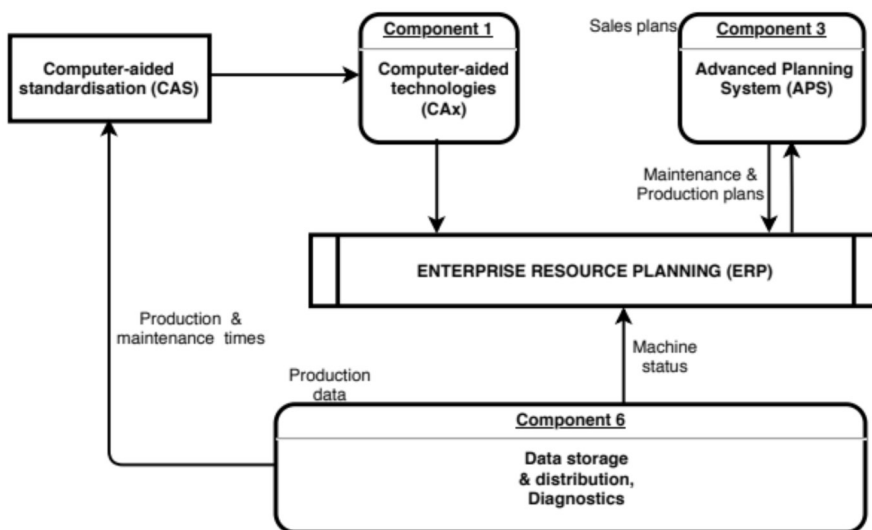 Component 1
Computer-aided
technologies
(CAx)
Sales plans
Component 3
Advanced Planning
System (APS)
Computer-aided
standardisation (CAS)
Maintenance &
Production plans
ENTERPRISE RESOURCE PLANNING (ERP)
Production &
maintenance times
Machine
status
Production
data
Component 6
Data storage
& distribution,
Diagnostics